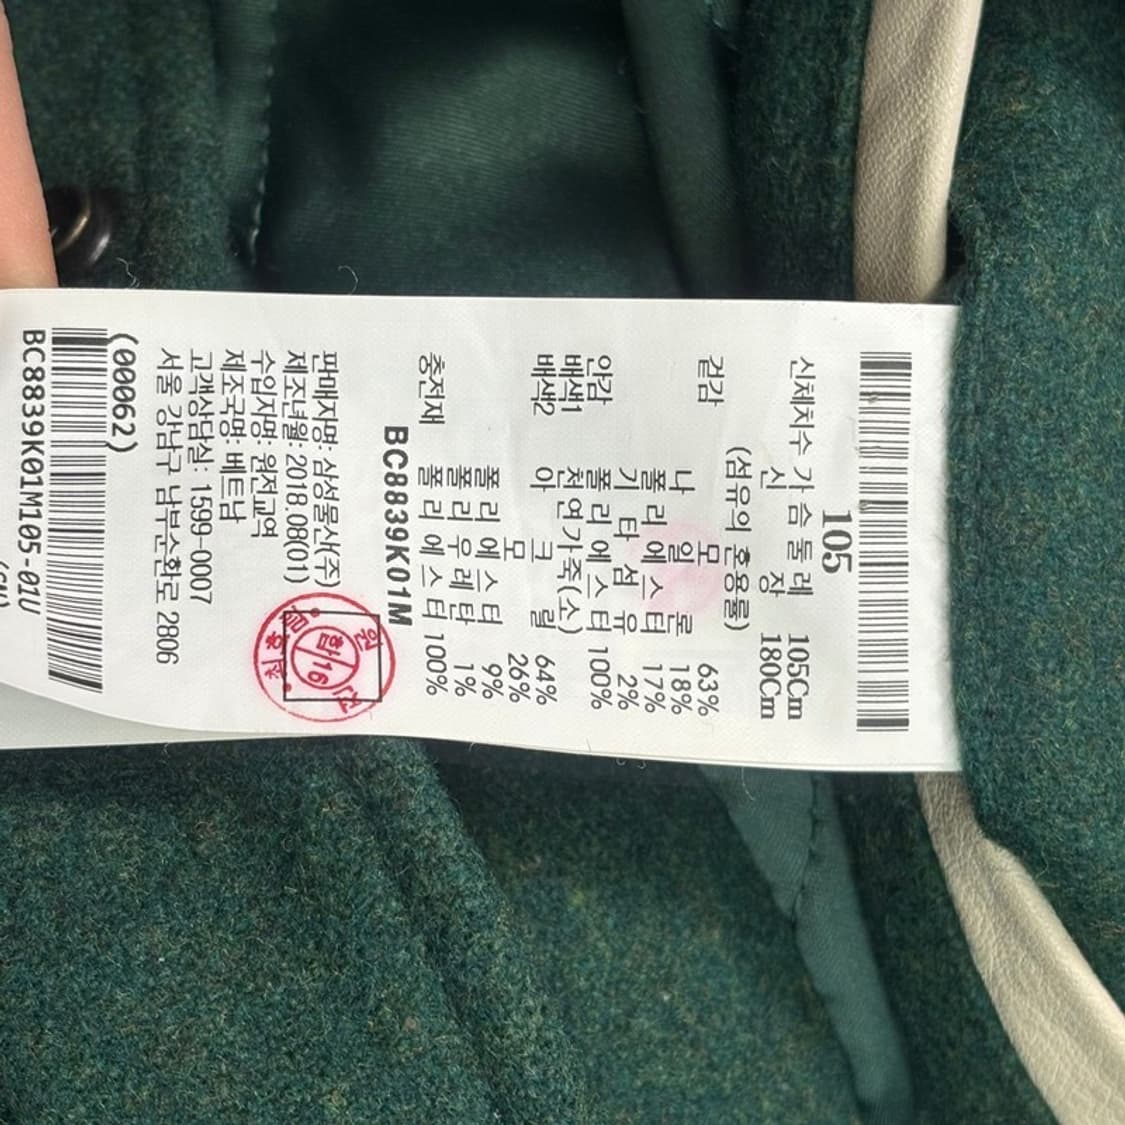 105
신체치수 가슴둘레 105Cm
신장 180Cm
(섬유의 혼용률)
겉감 모 63%
나일론 18%
폴리에스터 17%
기타섬유 2%
안감 폴리에스터 100%
배색1 천연가죽(소)
배색2 아크릴 64%
모 26%
폴리에스터 9%
폴리우레탄 1%
충전재 폴리에스터 100%
BC8839K01M
판매자명: 삼성물산(주)
제조년월: 2018.08(01)
수입자명: 원저교역
제조국명: 베트남
고객상담실: 1599-0007
서울 강남구 남부순환로 2806
(00062)
BC8839K01M105-01U
합
16